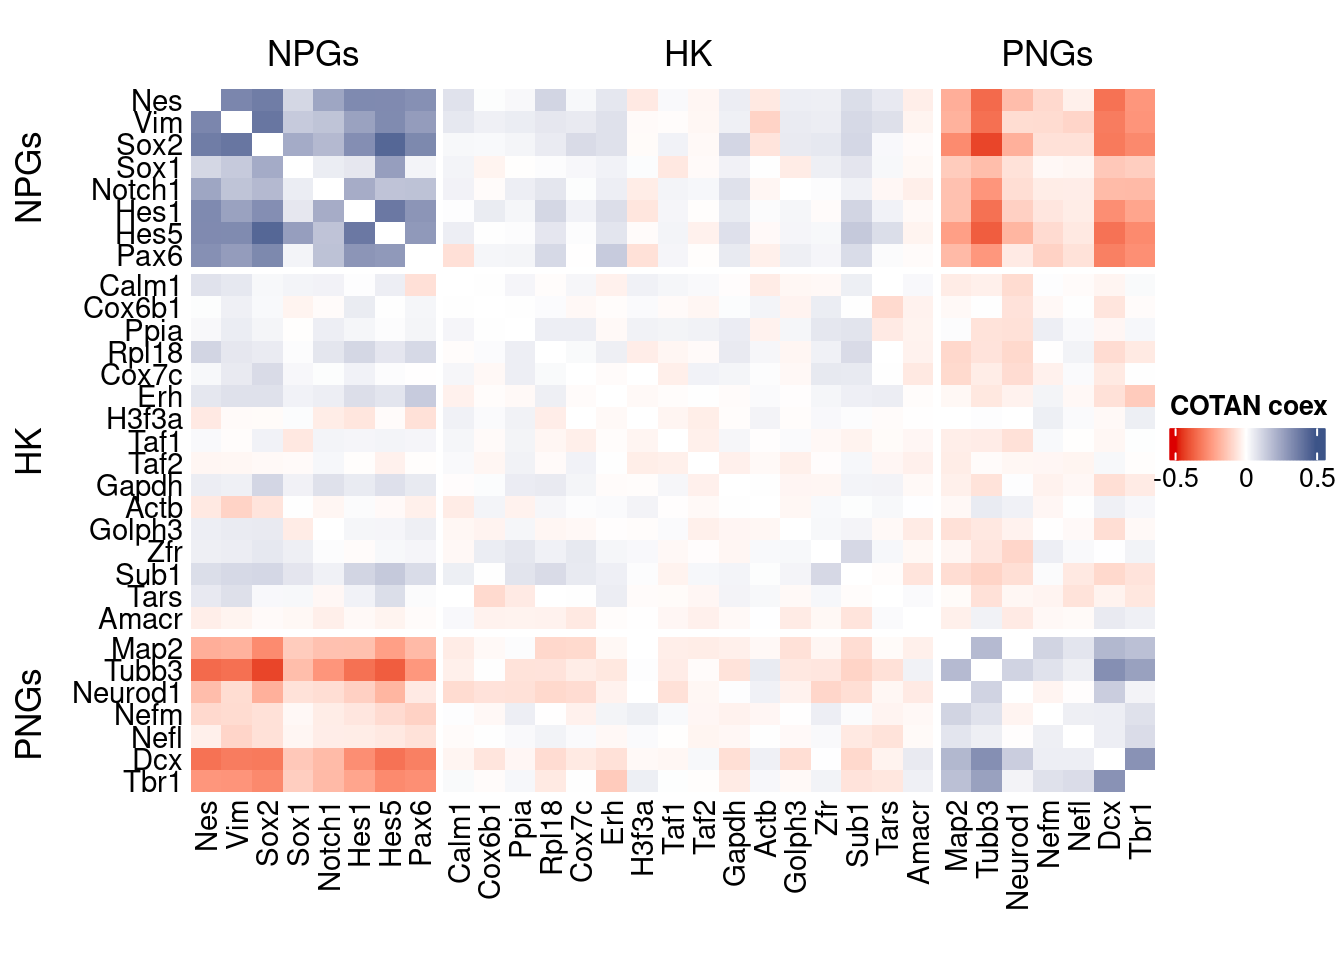 NPGs HK PNGs
NPGs
HK
PNGs
Nes
Vim
Sox2
Sox1
Notch1
Hes1
Hes5
Pax6
Calm1
Cox6b1
Ppia
Rpl18
Cox7c
Erh
H3f3a
Taf1
Taf2
Gapdh
Actb
Golph3
Zfr
Sub1
Tars
Amacr
Map2
Tubb3
Neurod1
Nefm
Nefl
Dcx
Tbr1
Nes Vim Sox2 Sox1 Notch1 Hes1 Hes5 Pax6 Calm1 Cox6b1 Ppia Rpl18 Cox7c Erh H3f3a Taf1 Taf2 Gapdh Actb Golph3 Zfr Sub1 Tars Amacr Map2 Tubb3 Neurod1 Nefm Nefl Dcx Tbr1
COTAN coex
-0.5 0 0.5